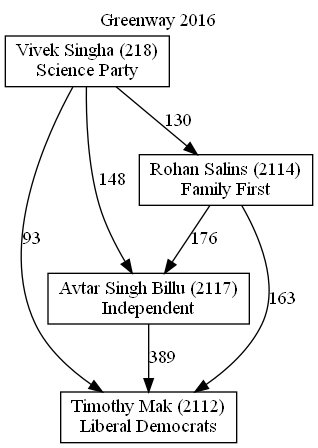 Greenway 2016
Vivek Singha (218)
Science Party
130
Rohan Salins (2114)
Family First
148
93
176
163
Avtar Singh Billu (2117)
Independent
389
Timothy Mak (2112)
Liberal Democrats